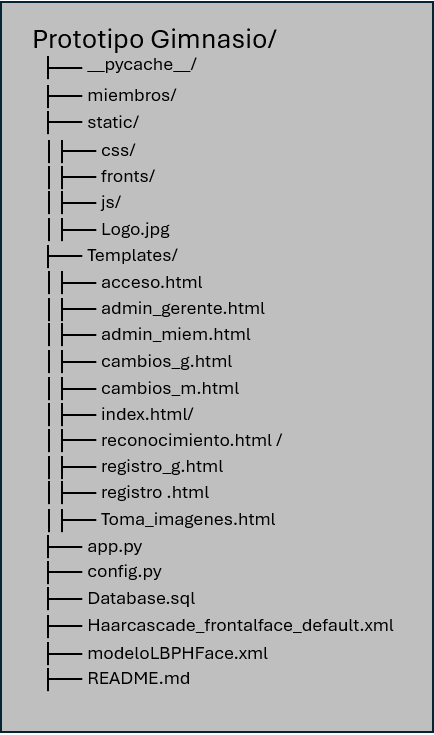 Prototipo Gimnasio/
__pycache__/
miembros/
static/
css/
fronts/
js/
Logo.jpg
Templates/
acceso.html
admin_gerente.html
admin_miem.html
cambios_g.html
cambios_m.html
index.html/
reconocimiento.html /
registro_g.html
registro .html
Toma_imagenes.html
app.py
config.py
Database.sql
Haarcascade_frontalface_default.xml
modeloLBPHFace.xml
README.md